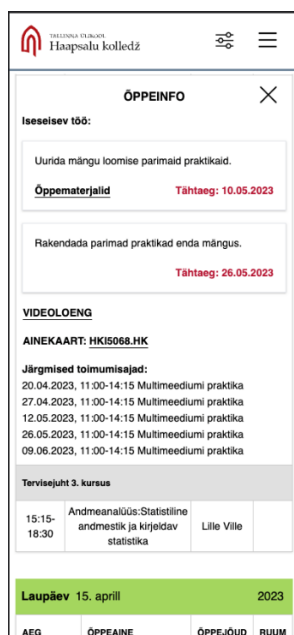 TALLINNA ÜLIKOOL
Haapsalu kolledž
ÕPPEINFO
Iseseisev töö:
Uurida mängu loomise parimaid praktikaid.
Õppematerjalid Tähtaeg: 10.05.2023
Rakendada parimad praktikad enda mängus.
Tähtaeg: 26.05.2023
VIDEOLOENG
AINEKAART: HKI5068.HK
Järgmised toimumisajad:
20.04.2023, 11:00-14:15 Multimeediumi praktika
27.04.2023, 11:00-14:15 Multimeediumi praktika
12.05.2023, 11:00-14:15 Multimeediumi praktika
26.05.2023, 11:00-14:15 Multimeediumi praktika
09.06.2023, 11:00-14:15 Multimeediumi praktika
Tervisejuht 3. kursus
15:15-
18:30
Andmeanalüüs:Statistiline
andmestik ja kirjeldav
statistika
Lille Ville
Laupäev 15. aprill 2023
AEG ÕPPEAINE ÕPPEJÕUD RUUM